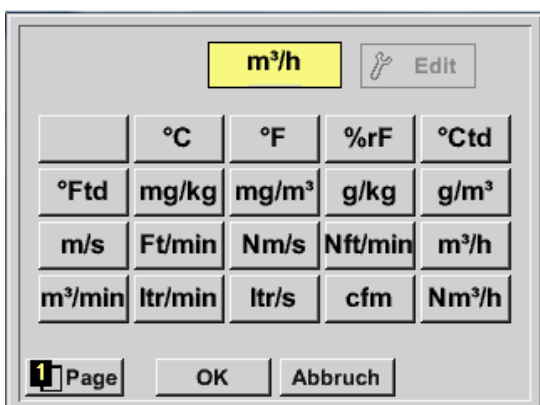 m³/h Edit
°C °F %rF °Ctd
°Ftd mg/kg mg/m³ g/kg g/m³
m/s Ft/min Nm/s Nft/min m³/h
m³/min ltr/min ltr/s cfm Nm³/h
1 Page OK Abbruch